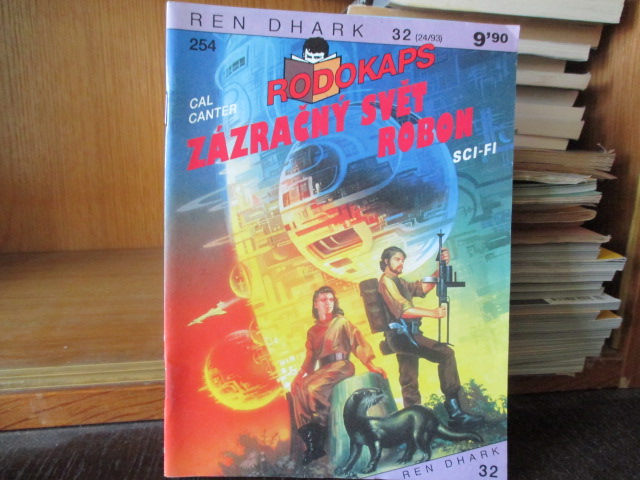 REN DHARK 32 (24/93) 9'90
254
RODOKAPS
CAL
CANTER
ZÁZRAČNÝ SVĚT
ROBON
SCI-FI
REN DHARK
32